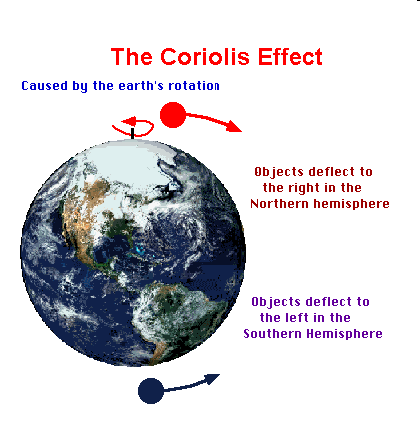 The Coriolis Effect
Caused by the earth's rotation
Objects deflect to
the right in the
Northern hemisphere
Objects deflect to
the left in the
Southern Hemisphere